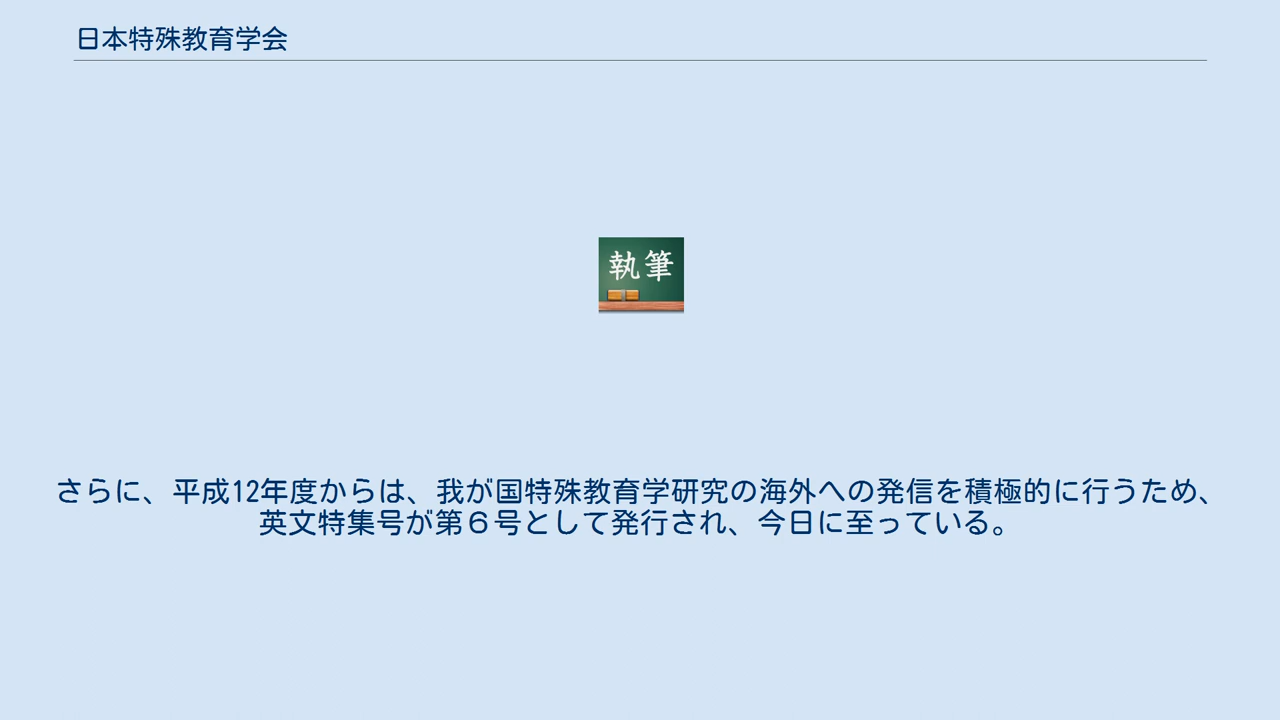 日本特殊教育学会
執筆
さらに、平成12年度からは、我が国特殊教育学研究の海外への発信を積極的に行うため、
英文特集号が第６号として発行され、今日に至っている。